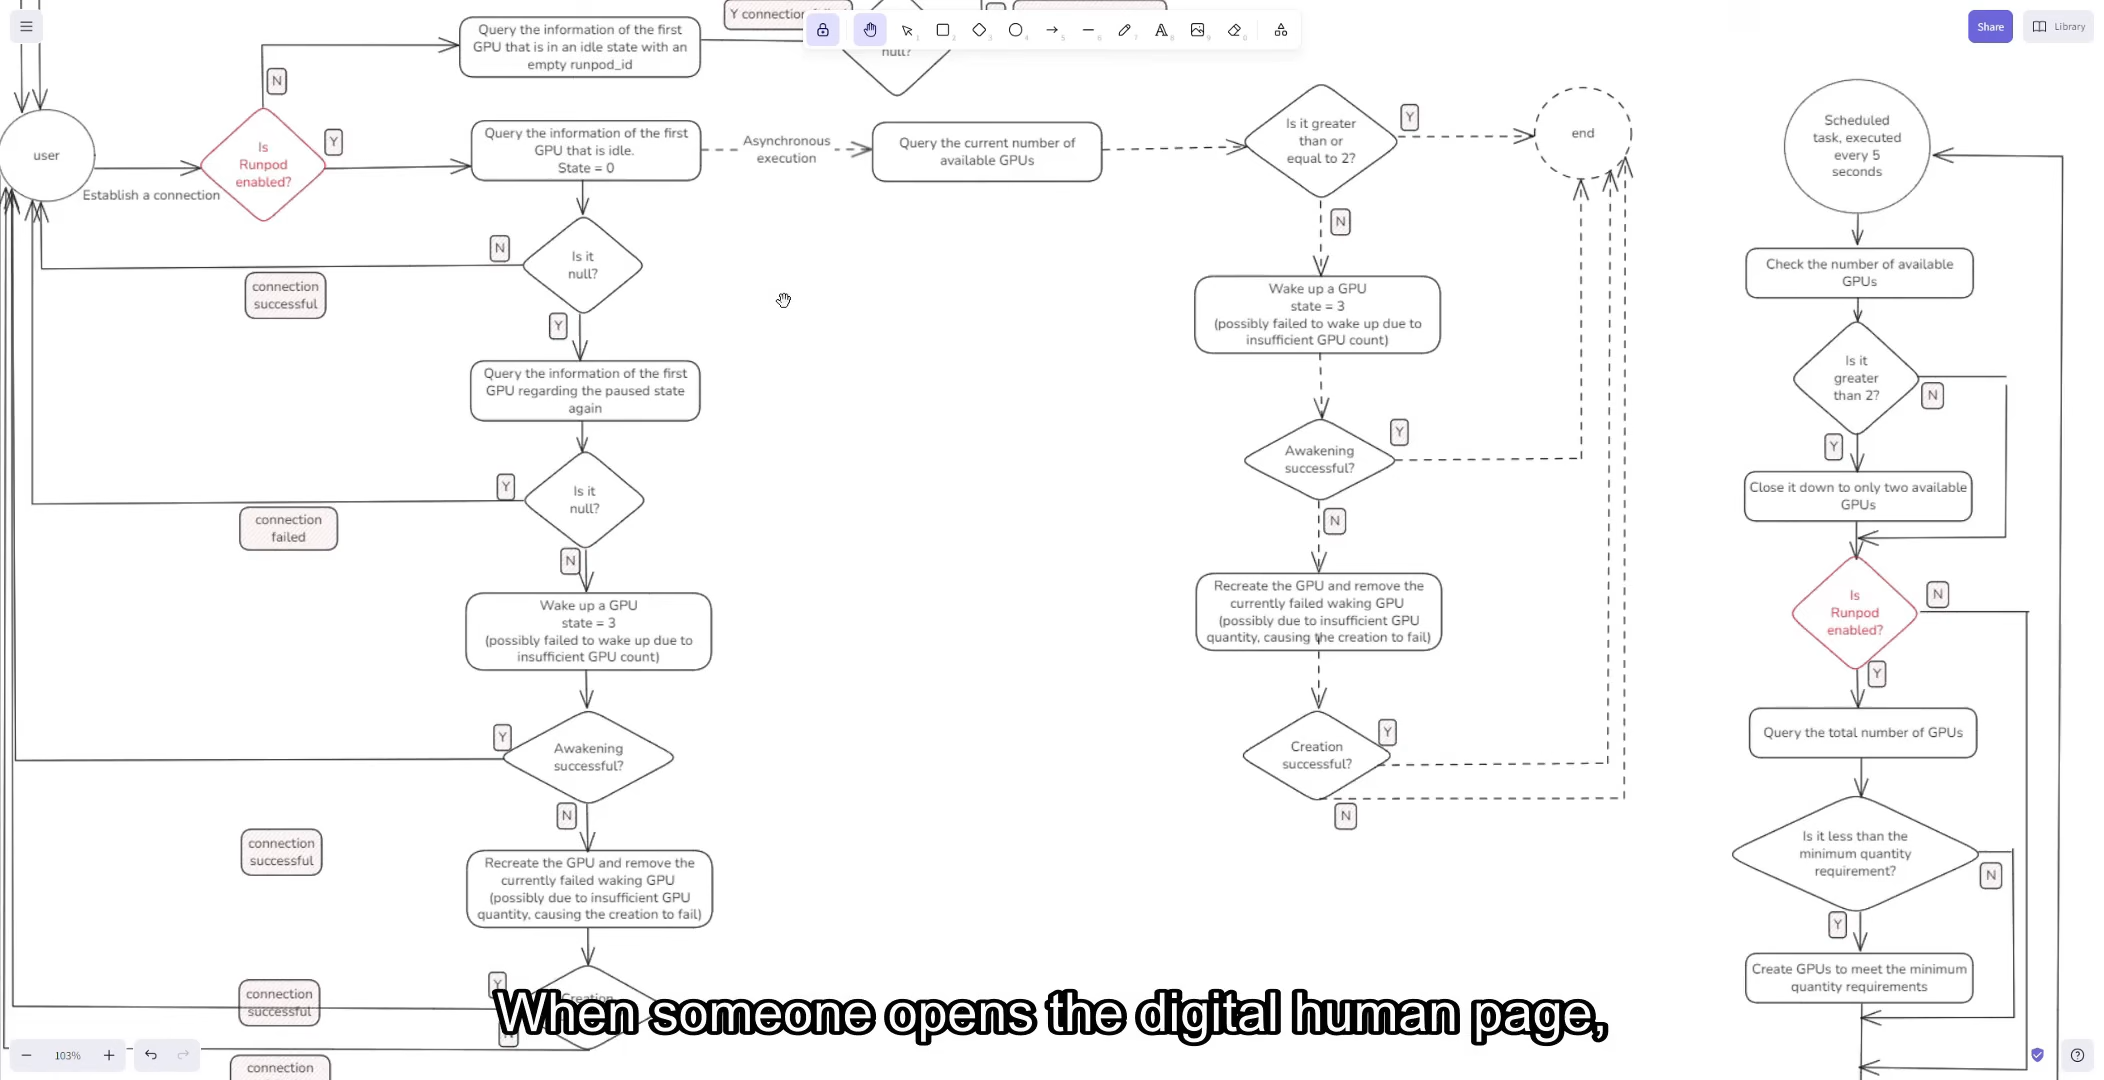 Y connection failed
Share
Library
Query the information of the first
GPU that is in an idle state with an
empty runpod_id
null?
N
user
Establish a connection
Is
Runpod
enabled?
Y
Query the information of the first
GPU that is idle.
State = 0
Asynchronous
execution
Query the current number of
available GPUs
Is it greater
than or
equal to 2?
Y
end
N
Is it
null?
N
connection
successful
Y
Query the information of the first
GPU regarding the paused state
again
Is it
null?
Y
connection
failed
N
Wake up a GPU
state = 3
(possibly failed to wake up due to
insufficient GPU count)
Awakening
successful?
Y
connection
successful
N
Recreate the GPU and remove the
currently failed waking GPU
(possibly due to insufficient GPU
quantity, causing the creation to fail)
Creation
Y
connection
successful
N
connection
Wake up a GPU
state = 3
(possibly failed to wake up due to
insufficient GPU count)
Awakening
successful?
Y
N
Recreate the GPU and remove the
currently failed waking GPU
(possibly due to insufficient GPU
quantity, causing the creation to fail)
Creation
successful?
Y
N
Scheduled
task, executed
every 5
seconds
Check the number of available
GPUs
Is it
greater
than 2?
N
Y
Close it down to only two available
GPUs
Is
Runpod
enabled?
N
Y
Query the total number of GPUs
Is it less than the
minimum quantity
requirement?
N
Y
Create GPUs to meet the minimum
quantity requirements
When someone opens the digital human page,
103%